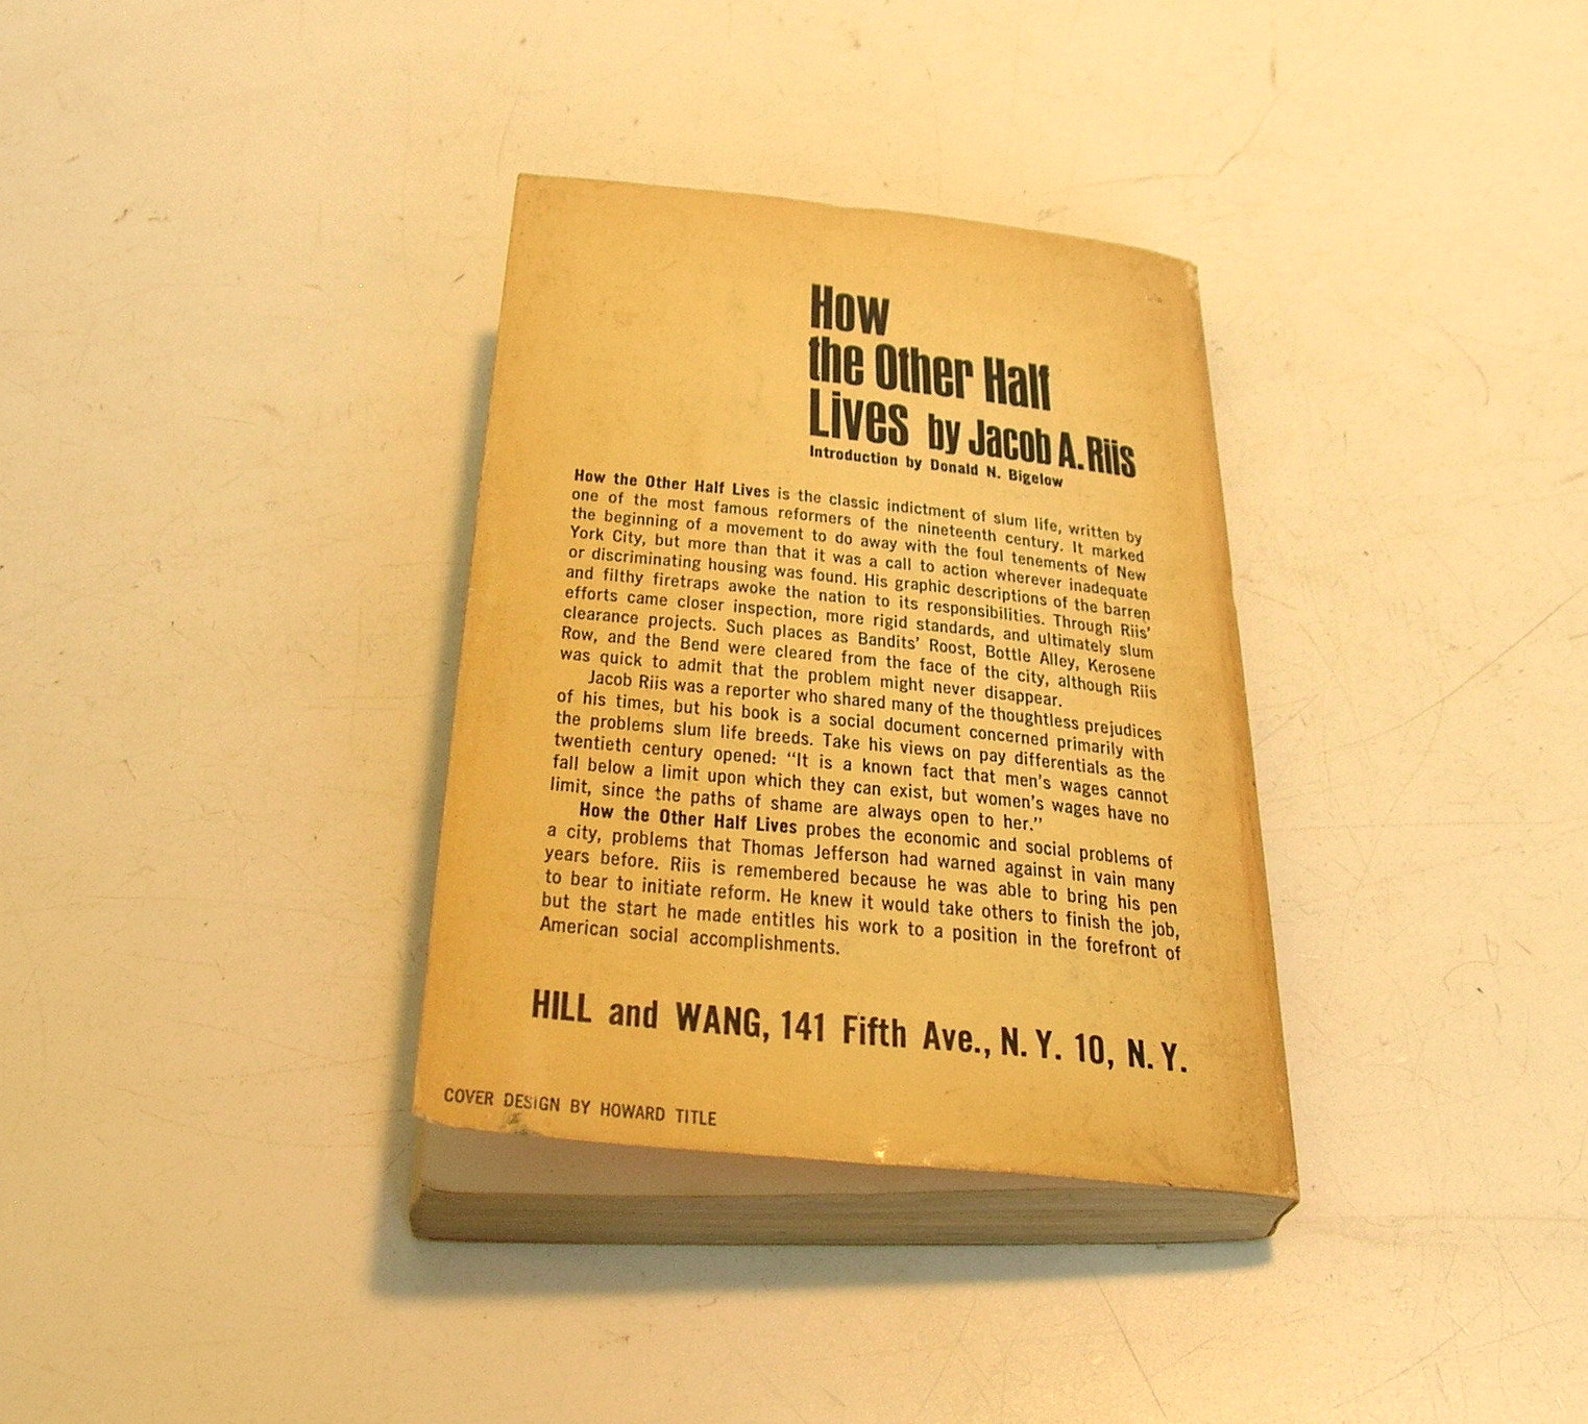 How
the Other Half
Lives by Jacob A. Riis
Introduction by Donald N. Bigelow
How the Other Half Lives is the classic indictment of slum life, written by
one of the most famous reformers of the nineteenth century. It marked
the beginning of a movement to do away with the foul tenements of New
York City, but more than that it was a call to action wherever inadequate
or discriminating housing was found. His graphic descriptions of the barren
and filthy firetraps awoke the nation to its responsibilities. Through Riis'
efforts came closer inspection, more rigid standards, and ultimately slum
clearance projects. Such places as Bandits' Roost, Bottle Alley, Kerosene
Row, and the Bend were cleared from the face of the city, although Riis
was quick to admit that the problem might never disappear.
Jacob Riis was a reporter who shared many of the thoughtless prejudices
of his times, but his book is a social document concerned primarily with
the problems slum life breeds. Take his views on pay differentials as the
twentieth century opened: "It is a known fact that men's wages cannot
fall below a limit upon which they can exist, but women's wages have no
limit, since the paths of shame are always open to her."
How the Other Half Lives probes the economic and social problems of
a city, problems that Thomas Jefferson had warned against in vain many
years before. Riis is remembered because he was able to bring his pen
to bear to initiate reform. He knew it would take others to finish the job,
but the start he made entitles his work to a position in the forefront of
American social accomplishments.
HILL and WANG, 141 Fifth Ave., N. Y. 10, N. Y.
COVER DESIGN BY HOWARD TITLE